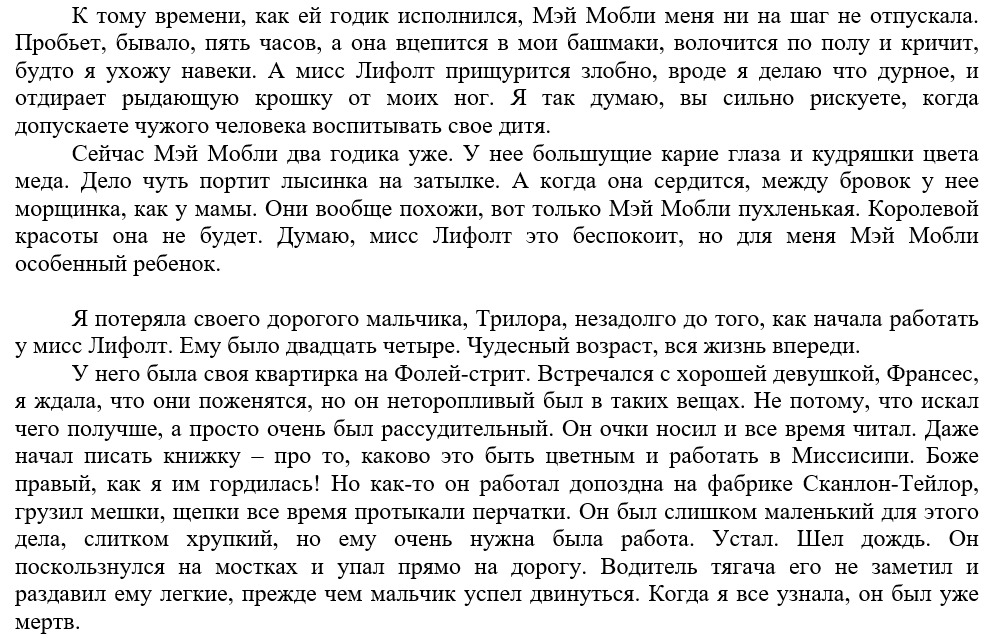 К тому времени, как ей годик исполнился, Мэй Мобли меня ни на шаг не отпускала.
Пробьет, бывало, пять часов, а она вцепится в мои башмаки, волочится по полу и кричит,
будто я ухожу навеки. А мисс Лифолт прищурится злобно, вроде я делаю что дурное, и
отдирает рыдающую крошку от моих ног. Я так думаю, вы сильно рискуете, когда
допускаете чужого человека воспитывать свое дитя.
Сейчас Мэй Мобли два годика уже. У нее большущие карие глаза и кудряшки цвета
меда. Дело чуть портит лысинка на затылке. А когда она сердится, между бровок у нее
морщинка, как у мамы. Они вообще похожи, вот только Мэй Мобли пухленькая. Королевой
красоты она не будет. Думаю, мисс Лифолт это беспокоит, но для меня Мэй Мобли
особенный ребенок.
Я потеряла своего дорогого мальчика, Трилора, незадолго до того, как начала работать
у мисс Лифолт. Ему было двадцать четыре. Чудесный возраст, вся жизнь впереди.
У него была своя квартирка на Фолей-стрит. Встречался с хорошей девушкой, Франсес,
я ждала, что они поженятся, но он неторопливый был в таких вещах. Не потому, что искал
чего получше, а просто очень был рассудительный. Он очки носил и все время читал. Даже
начал писать книжку – про то, каково это быть цветным и работать в Миссисипи. Боже
правый, как я им гордилась! Но как-то он работал допоздна на фабрике Сканлон-Тейлор,
грузил мешки, щепки все время протыкали перчатки. Он был слишком маленький для этого
дела, слитком хрупкий, но ему очень нужна была работа. Устал. Шел дождь. Он
поскользнулся на мостках и упал прямо на дорогу. Водитель тягача его не заметил и
раздавил ему легкие, прежде чем мальчик успел двинуться. Когда я все узнала, он был уже
мертв.